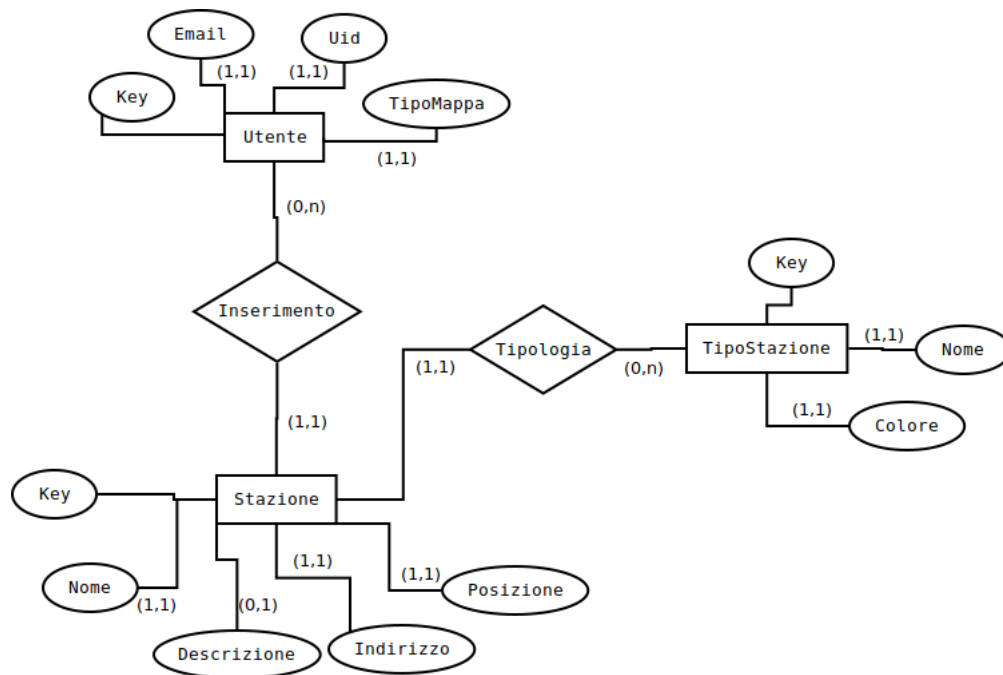 Email
Uid
(1,1)
(1,1)
Key
TipoMappa
Utente
(1,1)
(0,n)
Key
Inserimento
Tipologia
TipoStazione
(1,1)
Nome
(1,1)
(0,n)
(1,1)
Colore
(1,1)
Key
Stazione
(1,1)
(1,1)
Nome
Posizione
(1,1)
(0,1)
Descrizione
Indirizzo